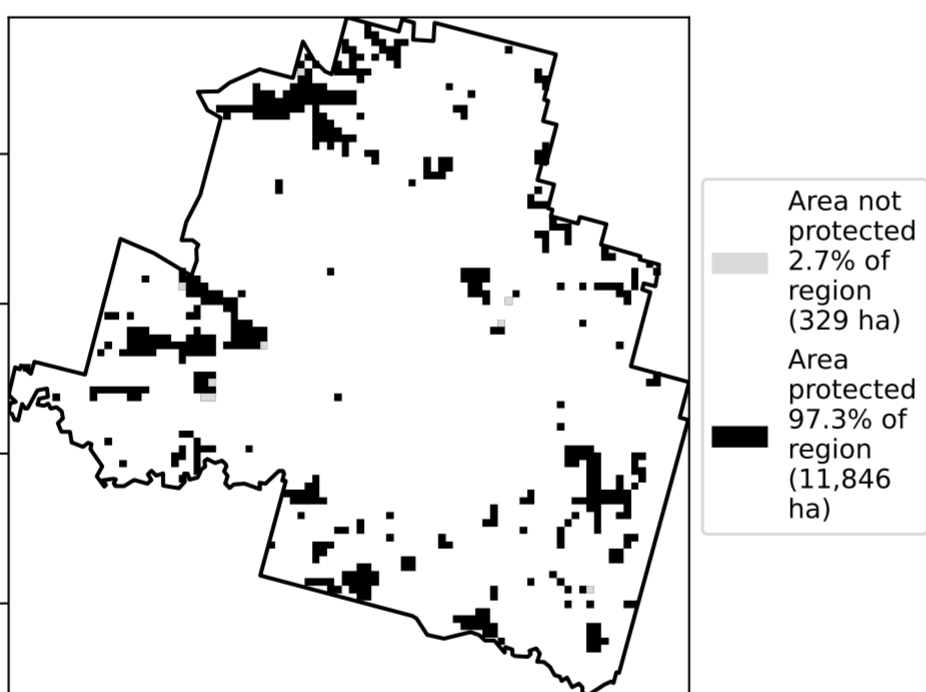 Area not
protected
2.7% of
region
(329 ha)
Area
protected
97.3% of
region
(11,846
ha)